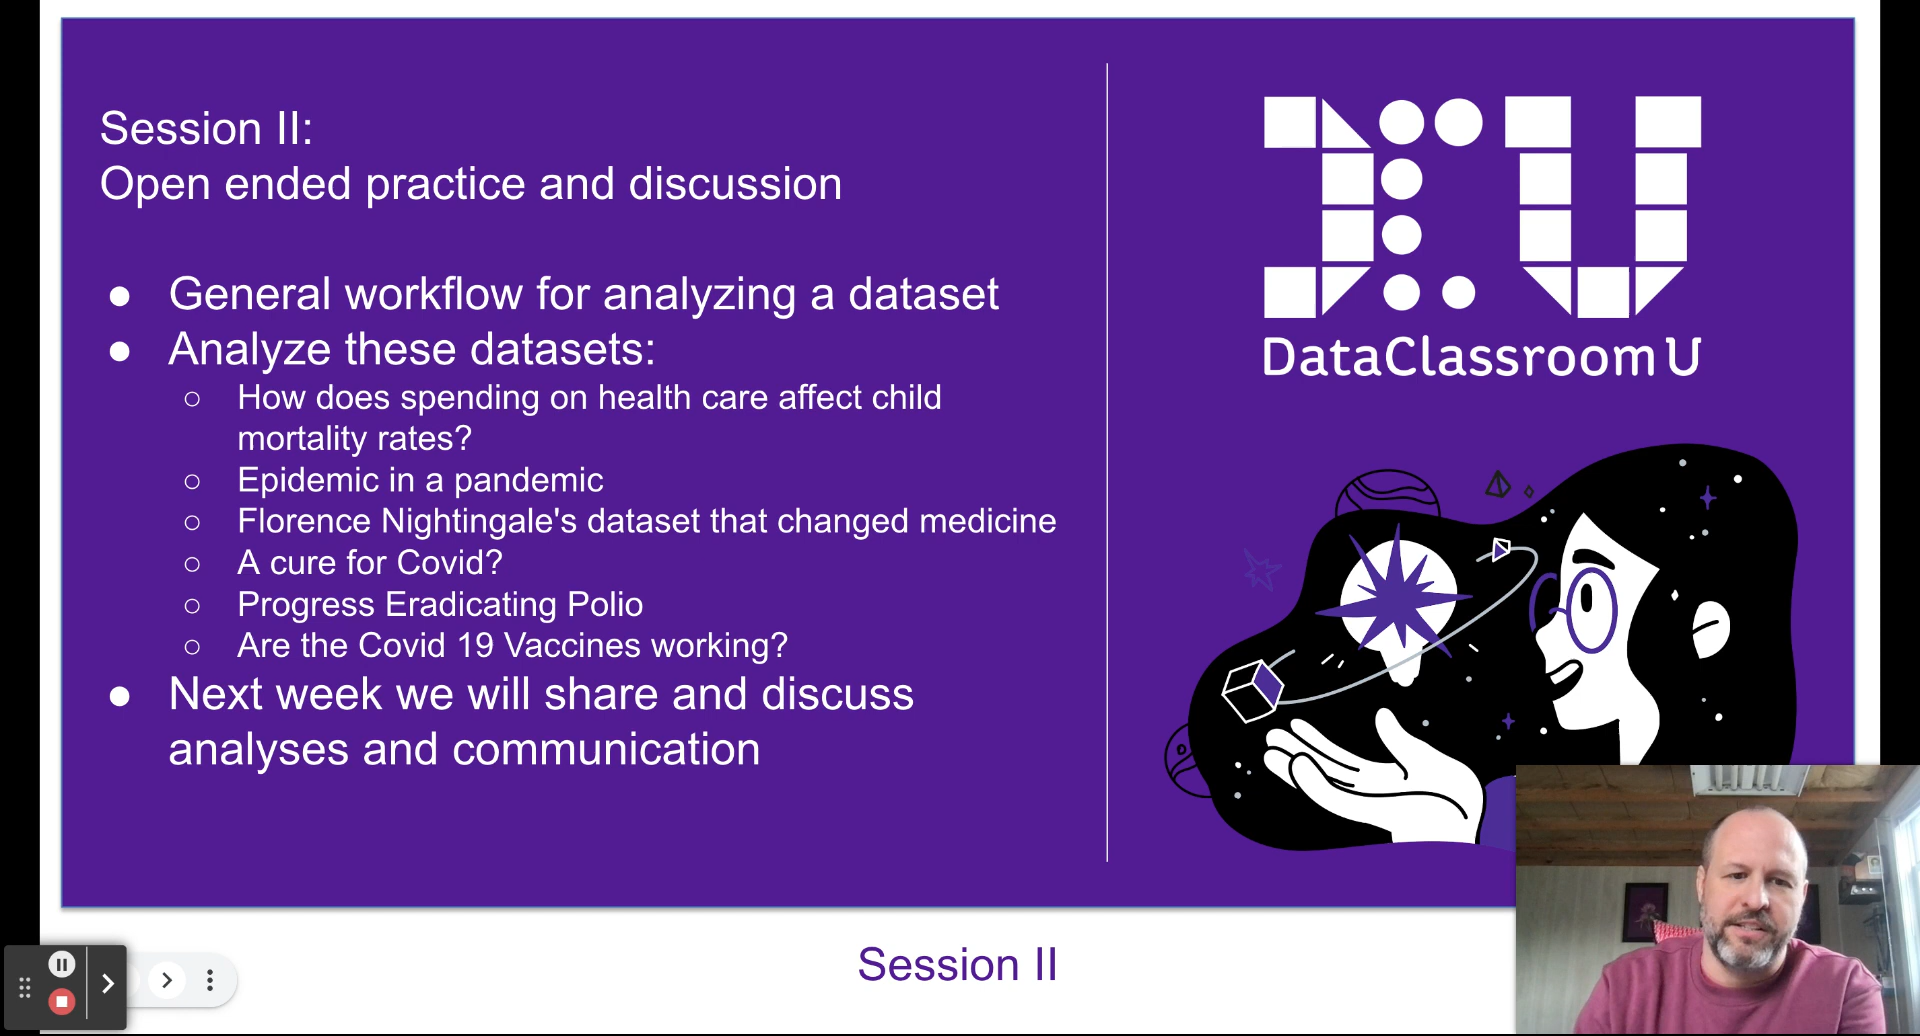 Session II:
Open ended practice and discussion
● General workflow for analyzing a dataset
● Analyze these datasets:
○ How does spending on health care affect child
mortality rates?
○ Epidemic in a pandemic
○ Florence Nightingale's dataset that changed medicine
○ A cure for Covid?
○ Progress Eradicating Polio
○ Are the Covid 19 Vaccines working?
● Next week we will share and discuss
analyses and communication
DCU
DataClassroom U
Session II